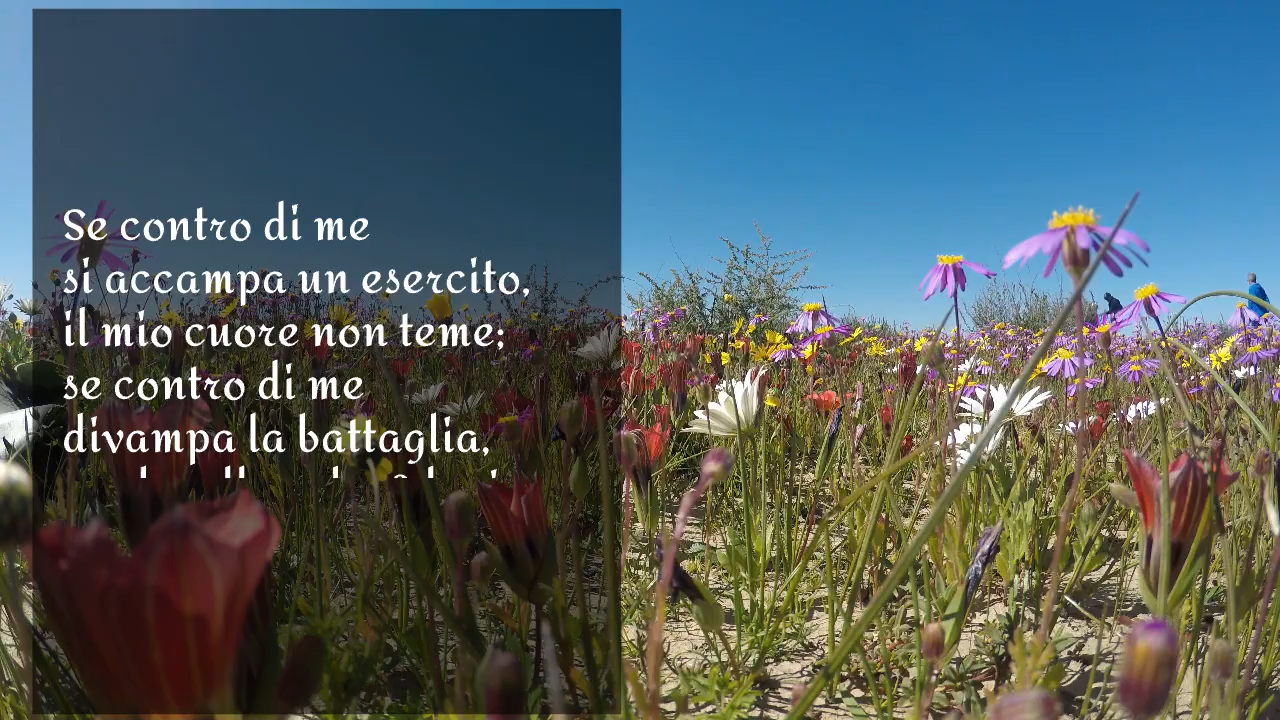 Se contro di me
si accampa un esercito,
il mio cuore non teme;
se contro di me
divampa la battaglia,